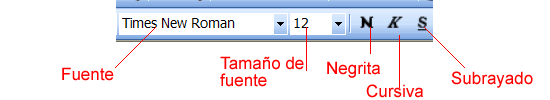 Times New Roman 12 N K S
Fuente
Tamaño de
fuente
Negrita
Cursiva
Subrayado